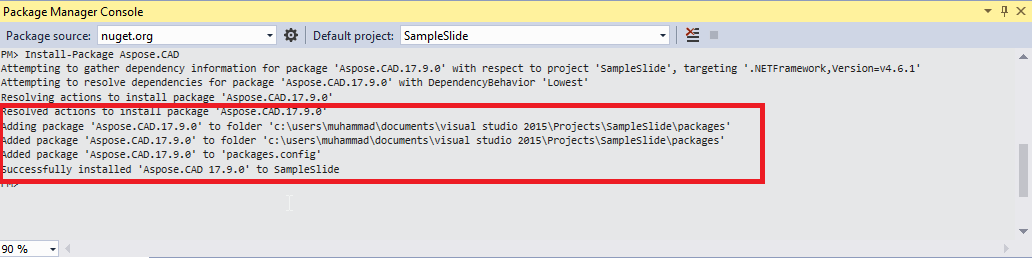 Package Manager Console
Package source: nuget.org Default project: SampleSlide
PM> Install-Package Aspose.CAD
Attempting to gather dependency information for package 'Aspose.CAD.17.9.0' with respect to project 'SampleSlide', targeting '.NETFramework,Version=v4.6.1'
Attempting to resolve dependencies for package 'Aspose.CAD.17.9.0' with DependencyBehavior 'Lowest'
Resolving actions to install package 'Aspose.CAD.17.9.0'
Resolved actions to install package 'Aspose.CAD.17.9.0'
Adding package 'Aspose.CAD.17.9.0' to folder 'c:\users\muhammad\documents\visual studio 2015\Projects\SampleSlide\packages'
Added package 'Aspose.CAD.17.9.0' to folder 'c:\users\muhammad\documents\visual studio 2015\Projects\SampleSlide\packages'
Added package 'Aspose.CAD.17.9.0' to 'packages.config'
Successfully installed 'Aspose.CAD 17.9.0' to SampleSlide
PM>
90 %